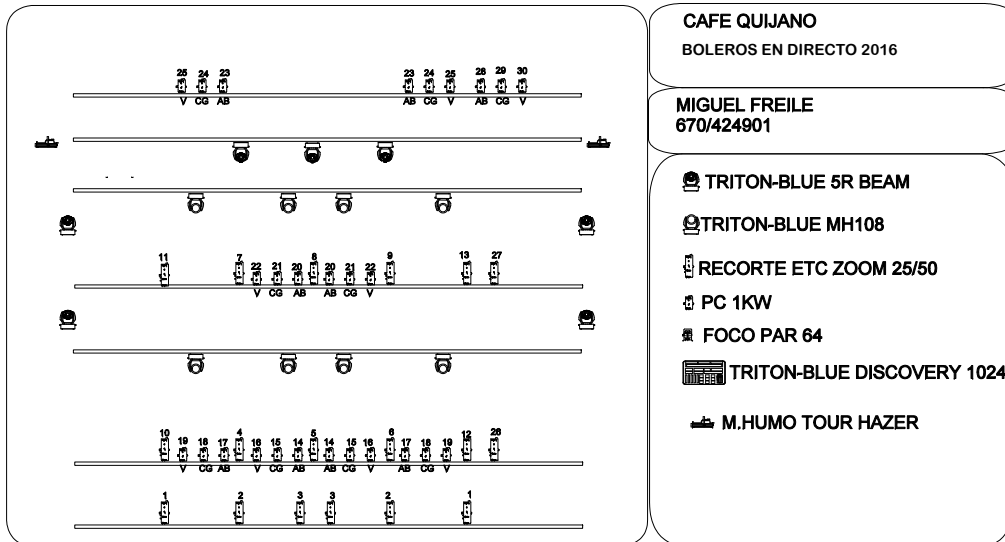 CAFE QUIJANO
BOLEROS EN DIRECTO 2016
MIGUEL FREILE
670/424901
TRITON-BLUE 5R BEAM
TRITON-BLUE MH108
RECORTE ETC ZOOM 25/50
PC 1KW
FOCO PAR 64
TRITON-BLUE DISCOVERY 1024
M.HUMO TOUR HAZER
25 24 23 23 24 25 28 29 30
V CG AB AB CG V AB CG V
11 7 22 21 20 8 20 21 22 9 13 27
V CG AB AB CG V
10 19 18 17 4 16 15 14 5 14 15 16 6 17 18 19 12 26
V CG AB V CG AB AB CG V AB CG V
1 2 3 3 2 1